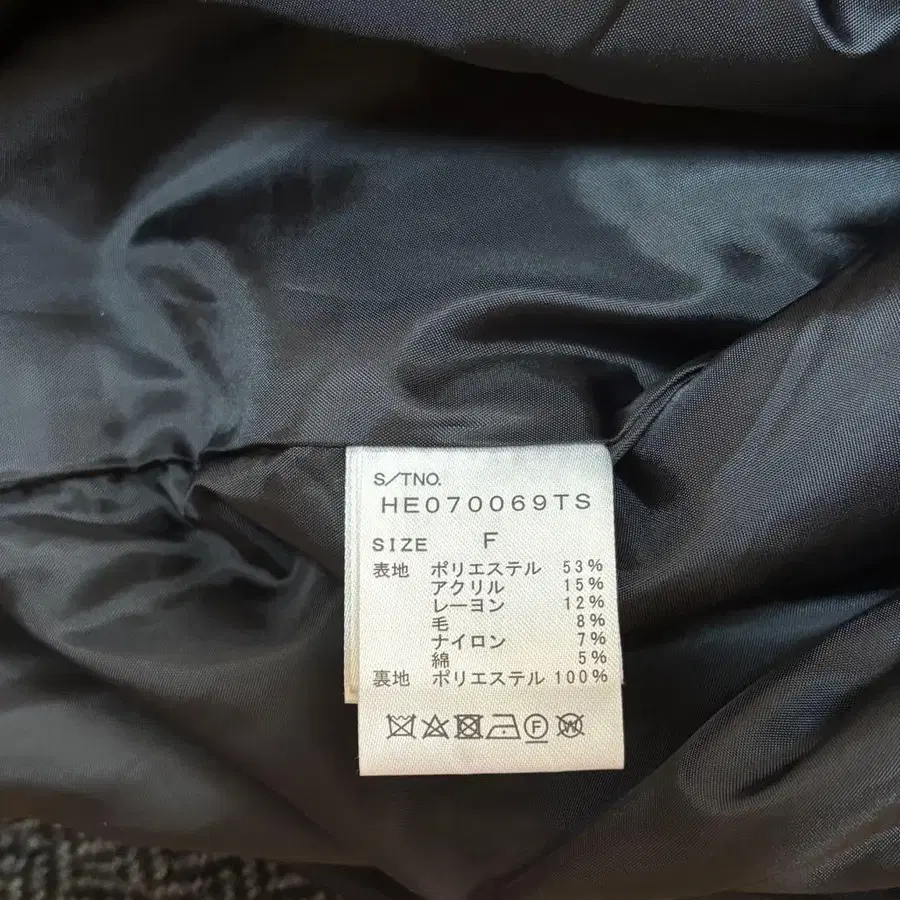 S/TNO.
HE070069TS
SIZE F
表地 ポリエステル 53%
アクリル 15%
レーヨン 12%
毛 8%
ナイロン 7%
綿 5%
裏地 ポリエステル 100%
F W